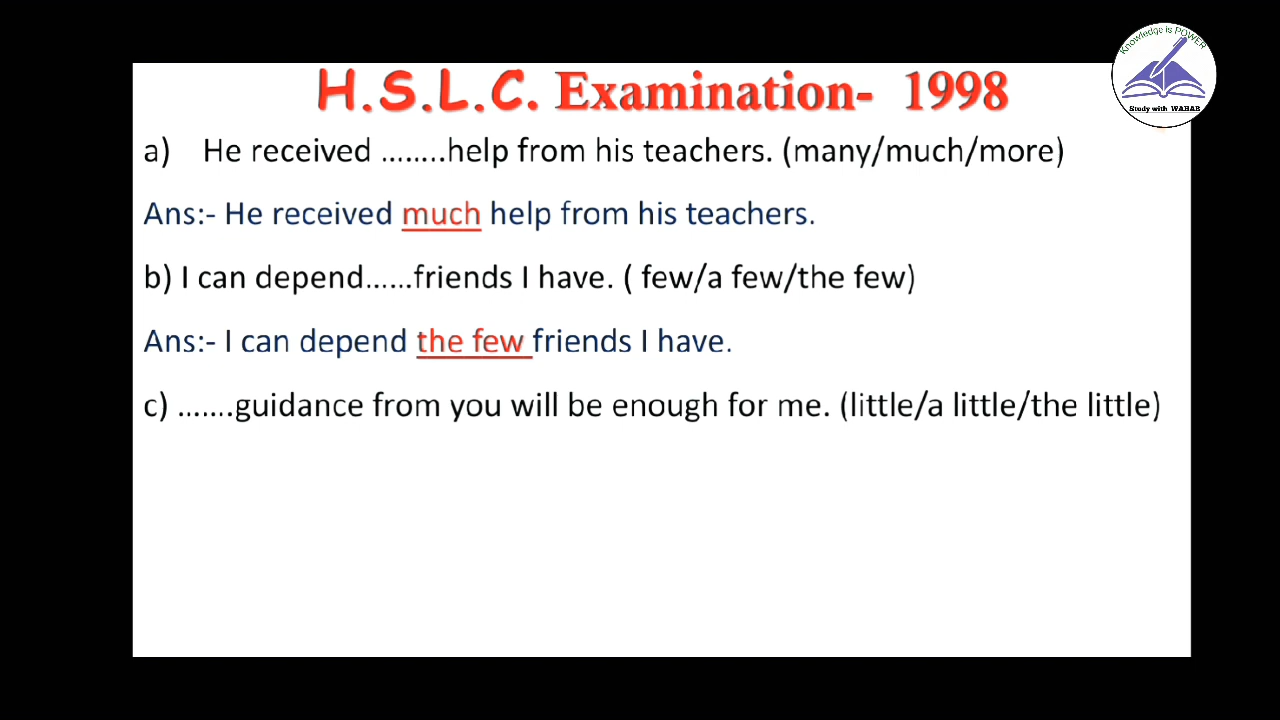 Knowledge is POWER
Study with WAHAB
H.S.L.C. Examination- 1998
a) He received ........help from his teachers. (many/much/more)
Ans:- He received much help from his teachers.
b) I can depend......friends I have. ( few/a few/the few)
Ans:- I can depend the few friends I have.
c) .......guidance from you will be enough for me. (little/a little/the little)